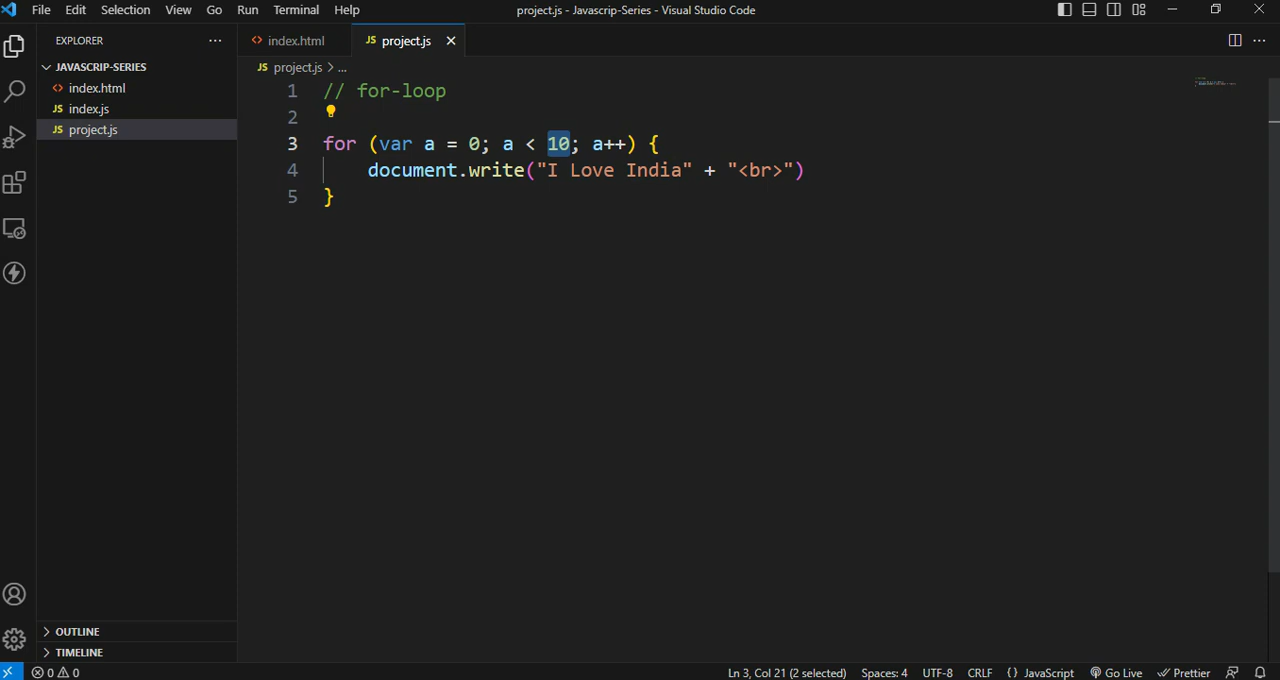 File Edit Selection View Go Run Terminal Help project.js - Javascrip-Series - Visual Studio Code
EXPLORER ...
index.html project.js
JAVASCRIP-SERIES
project.js > ...
index.html
index.js
project.js
1 // for-loop
2
3 for (var a = 0; a < 10; a++) {
4 document.write("I Love India" + "<br>")
5 }
OUTLINE
TIMELINE
0 0 Ln 3, Col 21 (2 selected) Spaces: 4 UTF-8 CRLF {} JavaScript Go Live Prettier